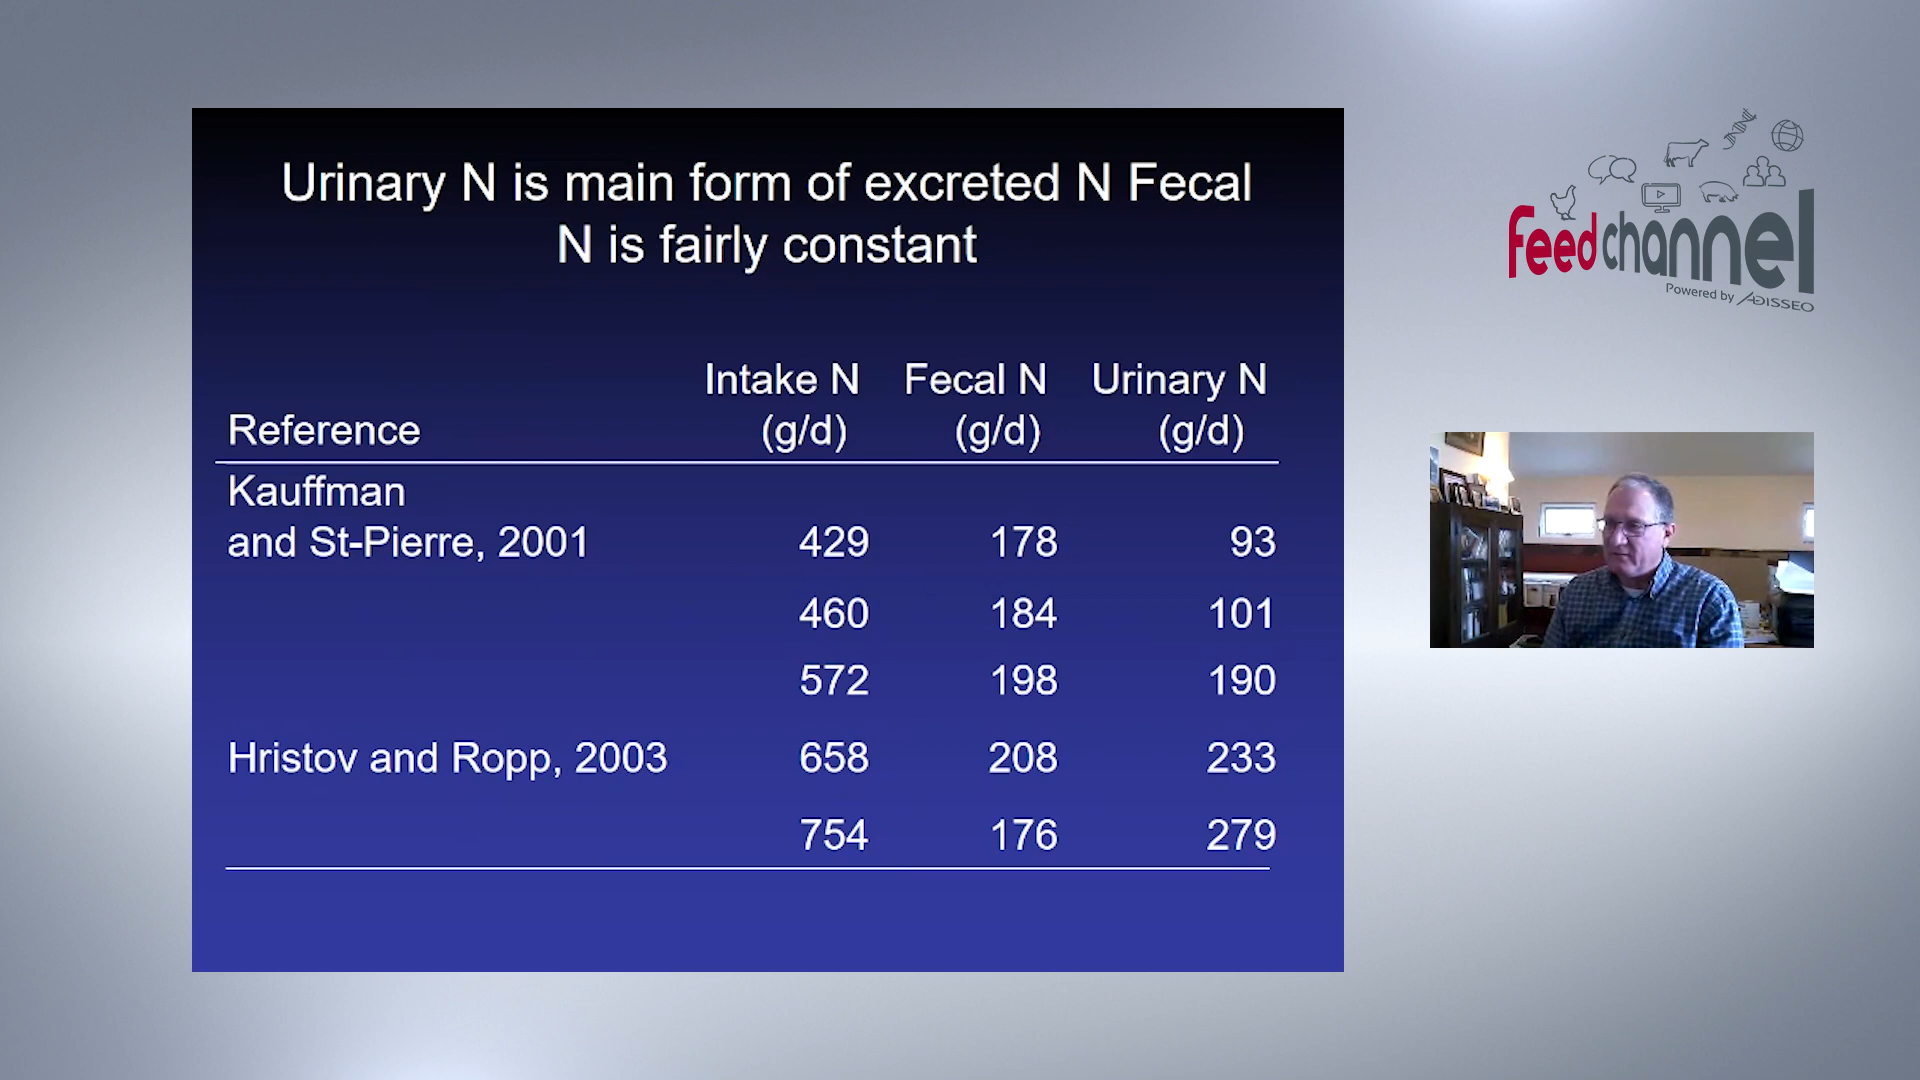 Urinary N is main form of excreted N Fecal
N is fairly constant
Intake N Fecal N Urinary N
Reference (g/d) (g/d) (g/d)
Kauffman
and St-Pierre, 2001 429 178 93
460 184 101
572 198 190
Hristov and Ropp, 2003 658 208 233
754 176 279
feedchannel
Powered by ADISSEO